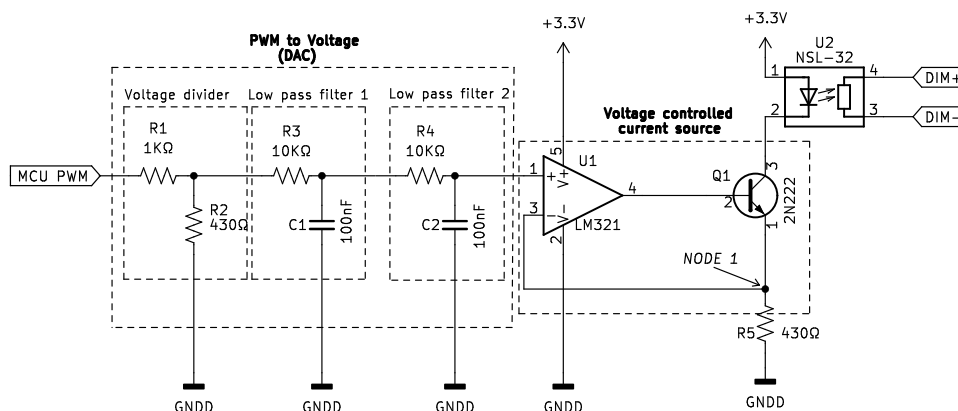 +3.3V
+3.3V
U2
NSL-32
PWM to Voltage
(DAC)
1
4
DIM+
2
3
DIM-
Voltage divider
Low pass filter 1
Low pass filter 2
Voltage controlled
current source
R1
1KΩ
R3
10KΩ
R4
10KΩ
MCU PWM
5
U1
1
+
V+
4
Q1
2
3
2N222
1
R2
430Ω
C1
100nF
C2
100nF
3
-
V-
LM321
2
NODE 1
R5
430Ω
GNDD
GNDD
GNDD
GNDD
GNDD